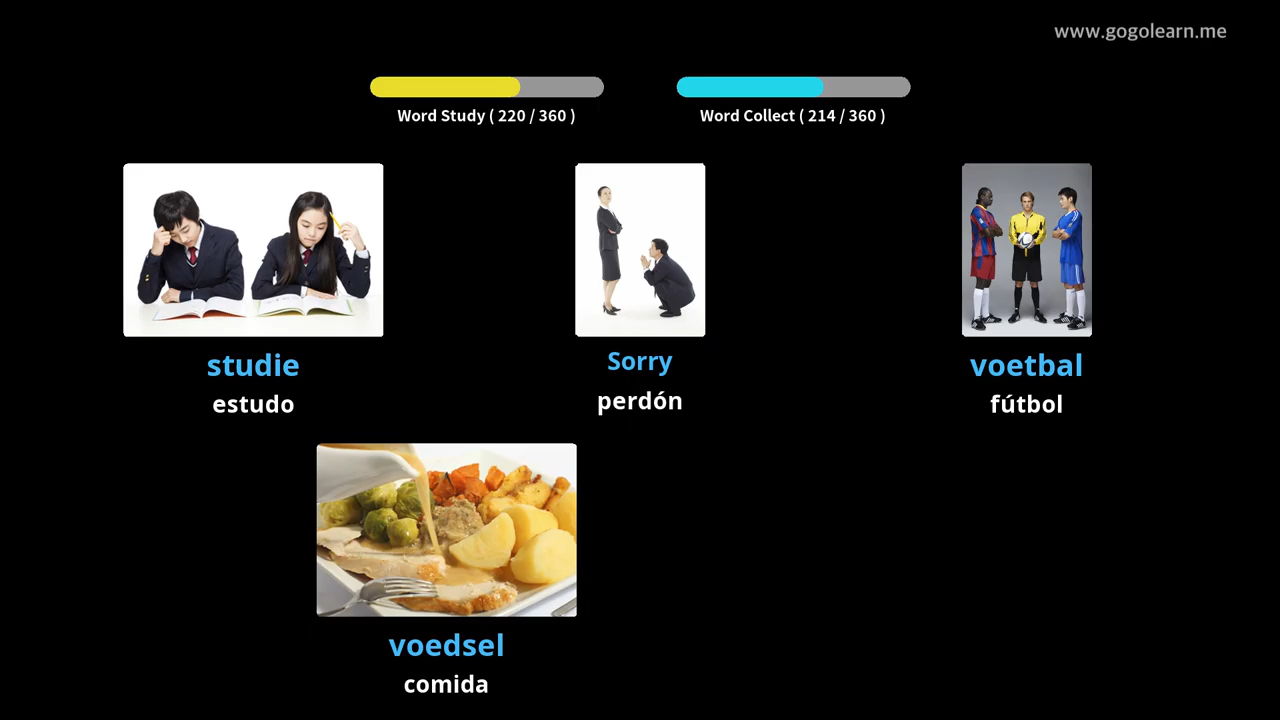 www.gogolearn.me
Word Study ( 220 / 360 )
Word Collect ( 214 / 360 )
studie
estudo
Sorry
perdón
voetbal
fútbol
voedsel
comida